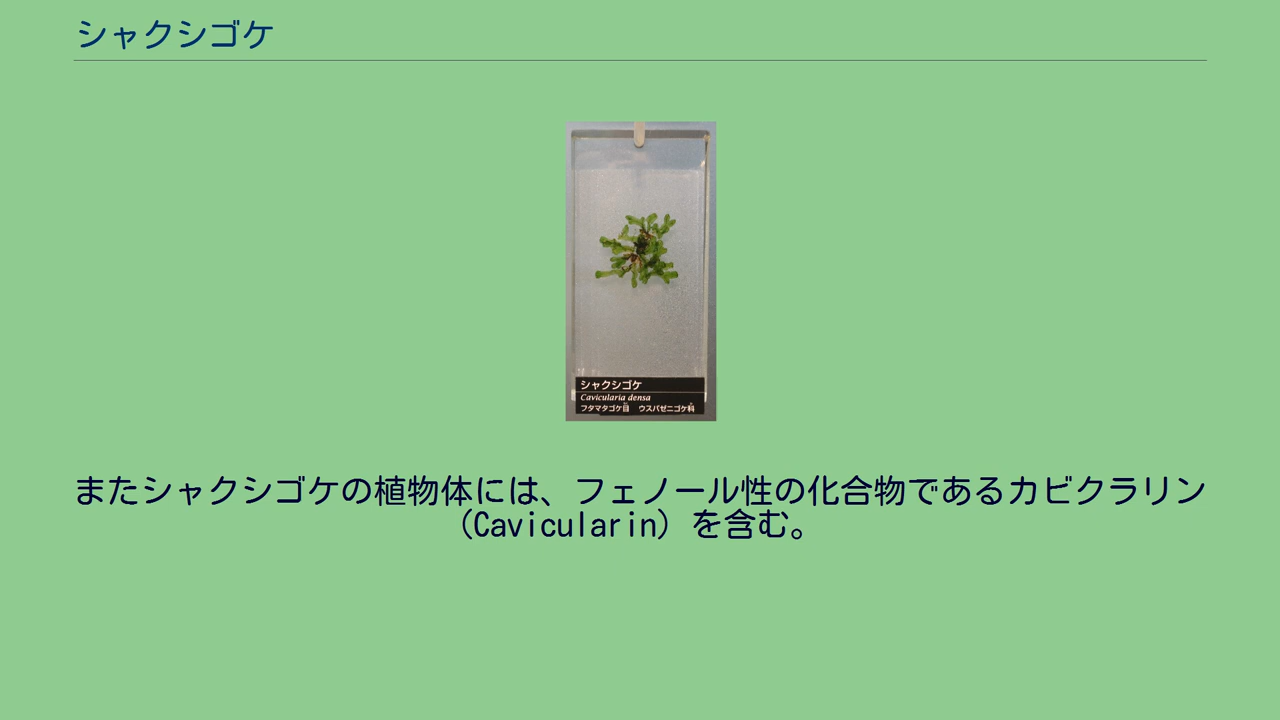 シャクシゴケ
シャクシゴケ
Cavicularia densa
フタマタゴケ目 ウスバゼニゴケ科
またシャクシゴケの植物体には、フェノール性の化合物であるカビクラリン
(Cavicularin) を含む。